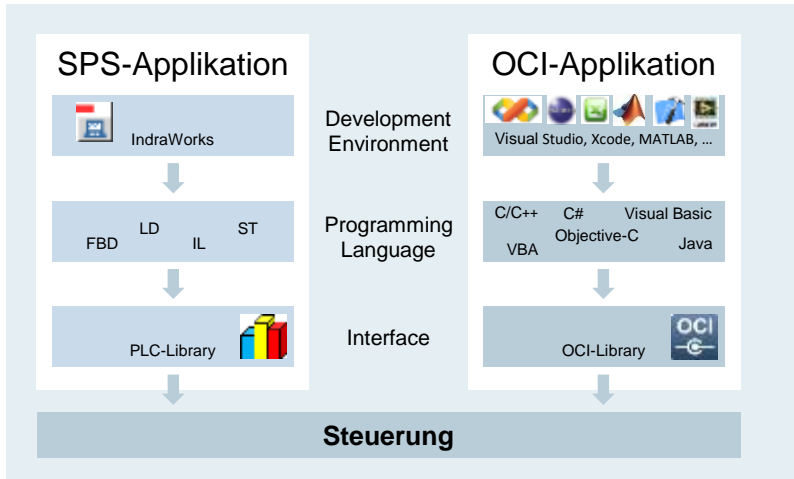 SPS-Applikation
IndraWorks
FBD LD IL ST
PLC-Library
Development
Environment
Programming
Language
Interface
OCI-Applikation
Visual Studio, Xcode, MATLAB, ...
C/C++ C# Visual Basic
Objective-C
VBA Java
OCI
OCI-Library
Steuerung